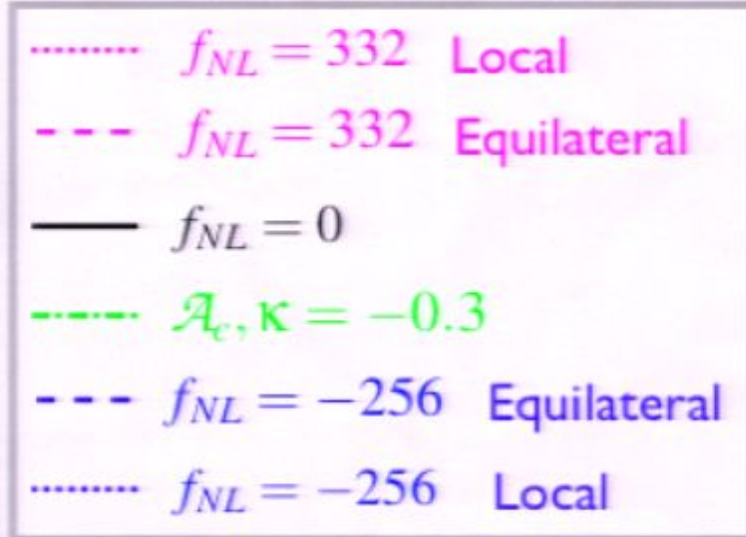 f_NL = 332 Local
f_NL = 332 Equilateral
f_NL = 0
𝒜_c, κ = −0.3
f_NL = −256 Equilateral
f_NL = −256 Local